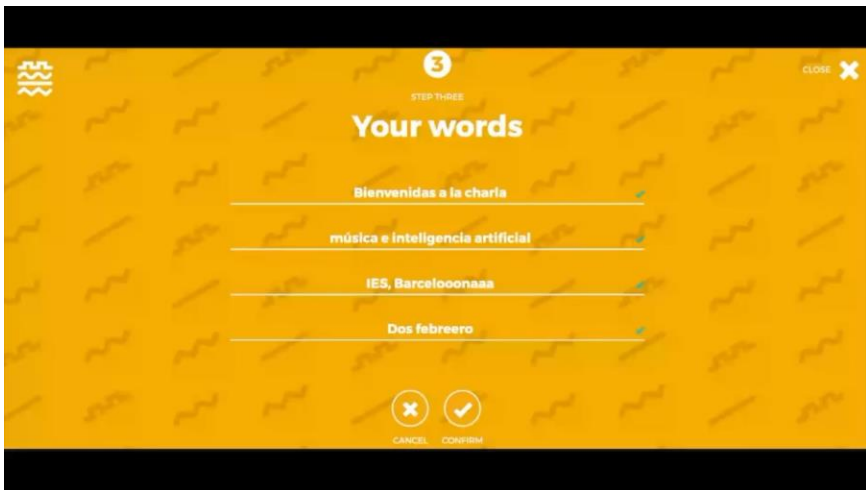 3
CLOSE
STEP THREE
Your words
Bienvenidas a la charla
música e inteligencia artificial
IES, Barcelooonaaa
Dos febreero
CANCEL CONFIRM